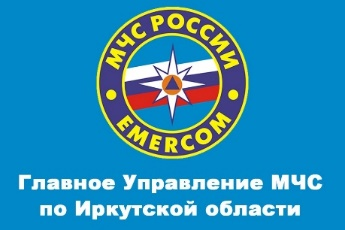 МЧС РОССИИ
EMERCOM
Главное Управление МЧС
по Иркутской области